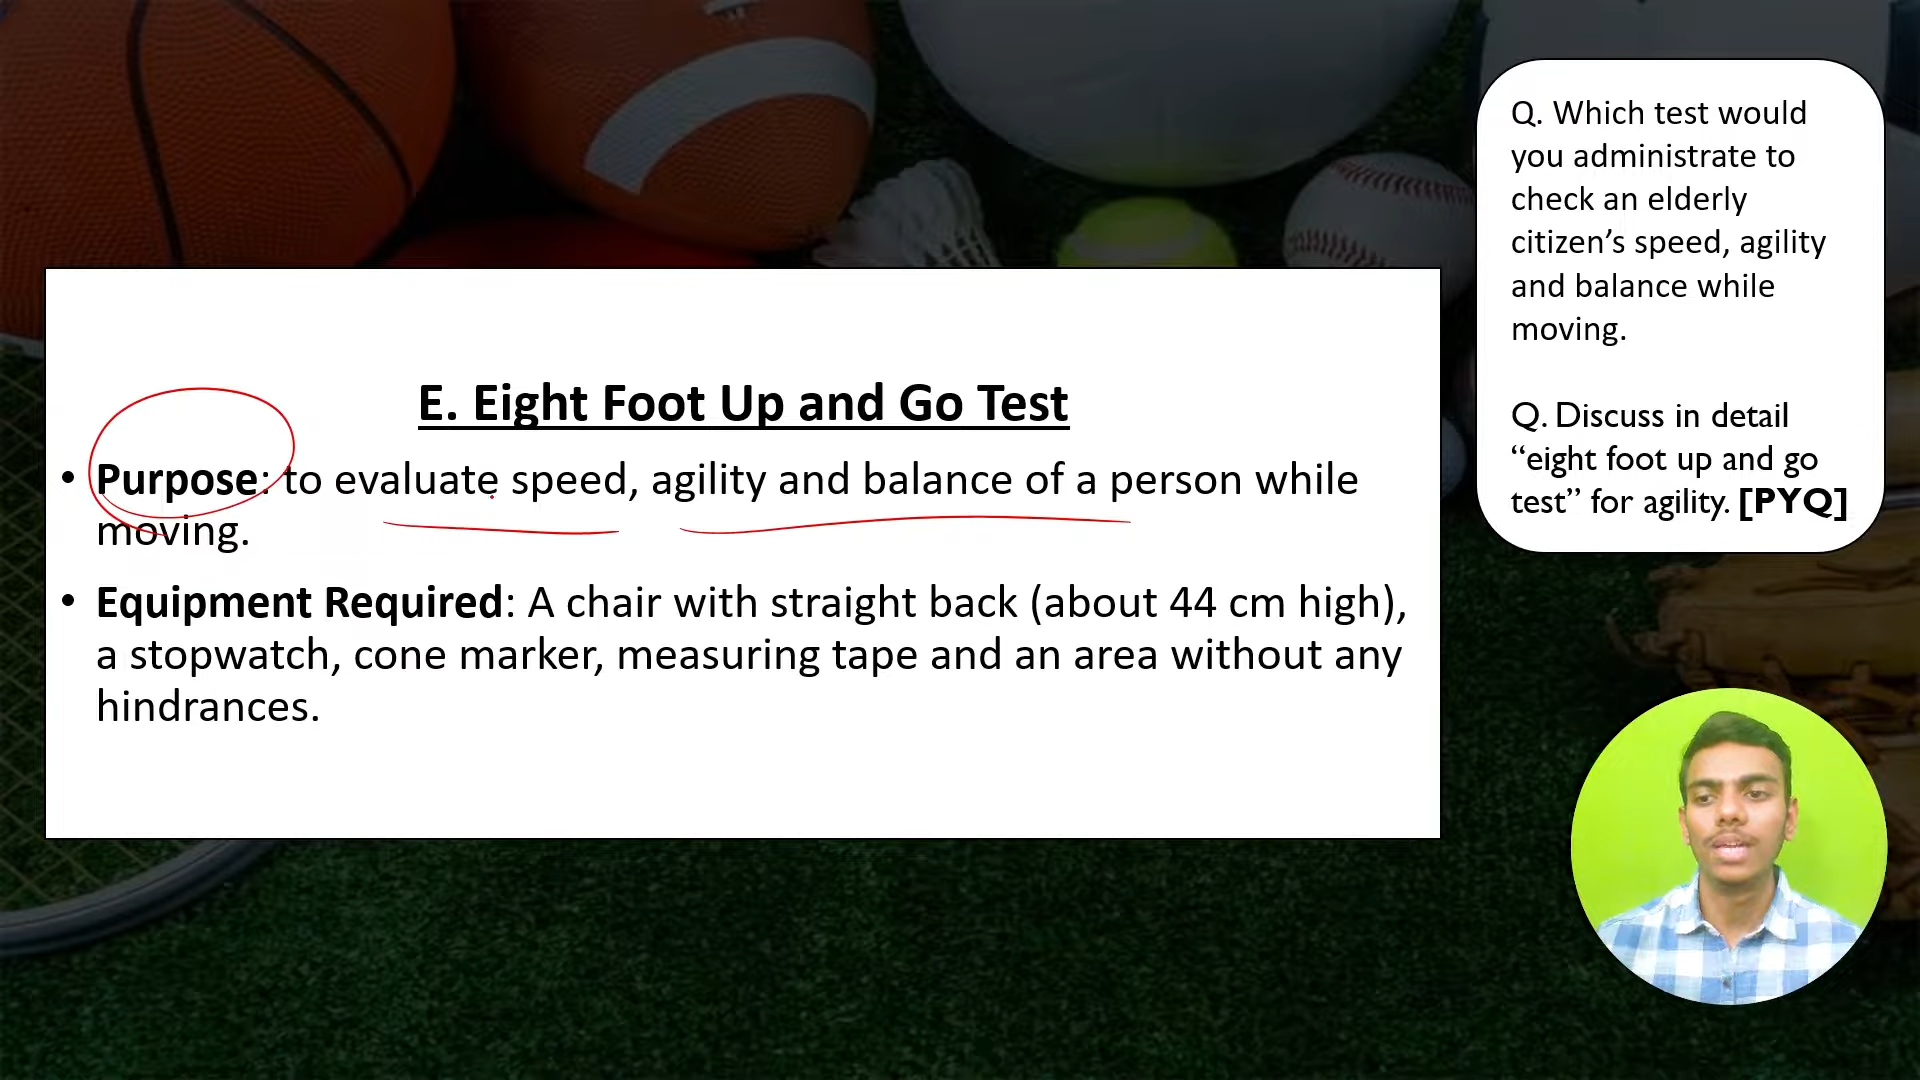 E. Eight Foot Up and Go Test
• Purpose: to evaluate speed, agility and balance of a person while
moving.
• Equipment Required: A chair with straight back (about 44 cm high),
a stopwatch, cone marker, measuring tape and an area without any
hindrances.
Q. Which test would
you administrate to
check an elderly
citizen’s speed, agility
and balance while
moving.
Q. Discuss in detail
“eight foot up and go
test” for agility. [PYQ]